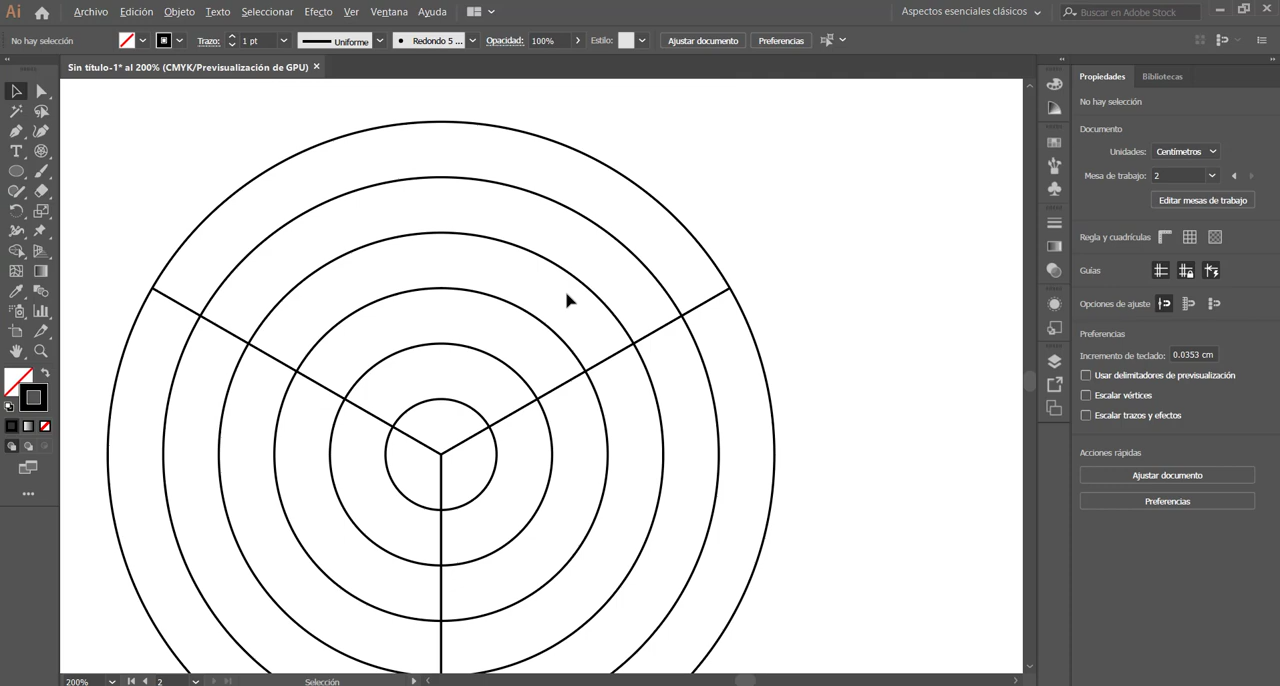 Ai Archivo Edición Objeto Texto Seleccionar Efecto Ver Ventana Ayuda Aspectos esenciales clásicos Buscar en Adobe Stock
No hay selección Trazo: 1 pt Uniforme Redondo 5 ... Opacidad: 100% Estilo: Ajustar documento Preferencias
Sin título-1* al 200% (CMYK/Previsualización de GPU) ×
Propiedades Bibliotecas
No hay selección
Documento
Unidades: Centímetros
Mesa de trabajo: 2
Editar mesas de trabajo
Regla y cuadrículas
Guías
Opciones de ajuste
Preferencias
Incremento de teclado: 0.0353 cm
Usar delimitadores de previsualización
Escalar vértices
Escalar trazos y efectos
Acciones rápidas
Ajustar documento
Preferencias
200% 2 Selección